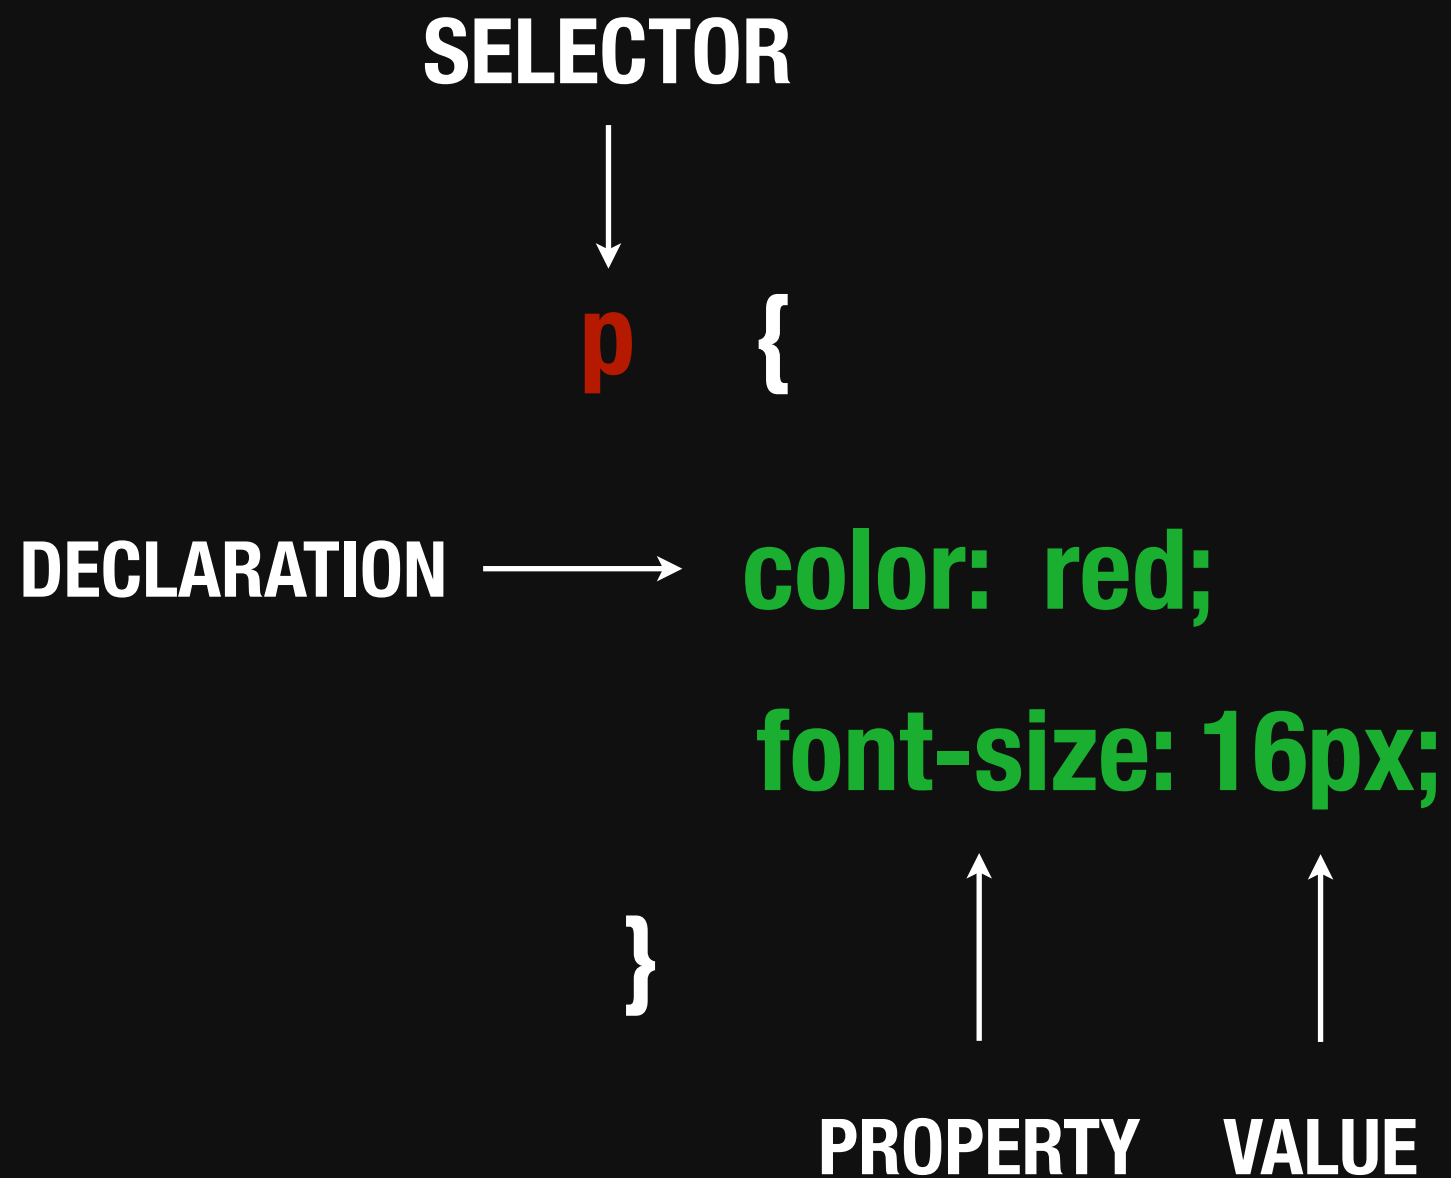 SELECTOR
p {
DECLARATION color: red;
font-size: 16px;
}
PROPERTY VALUE